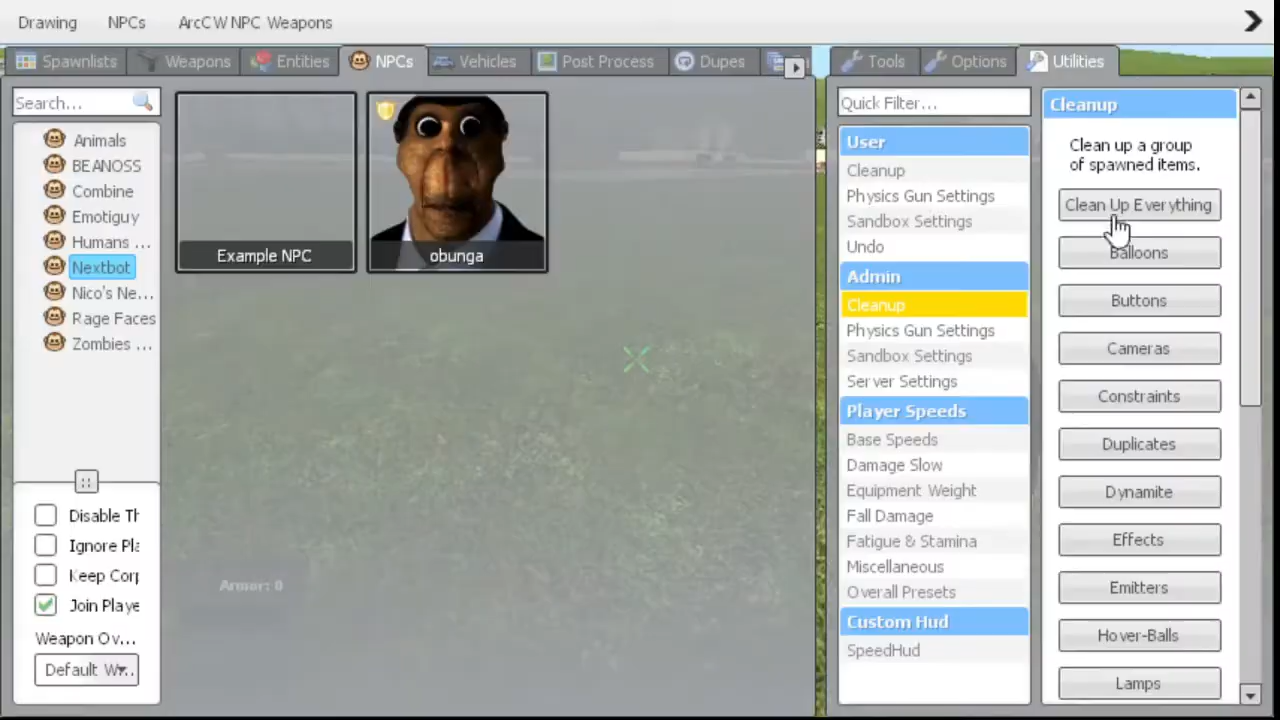 Drawing NPCs ArcCW NPC Weapons
Spawnlists Weapons Entities NPCs Vehicles Post Process Dupes
Tools Options Utilities
Search...
Animals
BEANOSS
Combine
Emotiguy
Humans ...
Nextbot
Nico's Ne...
Rage Faces
Zombies ...
Disable Th
Ignore Pla
Keep Corp
Join Playe
Weapon Ov...
Default W...
Example NPC
obunga
Armor: 0
Quick Filter...
User
Cleanup
Physics Gun Settings
Sandbox Settings
Undo
Admin
Cleanup
Physics Gun Settings
Sandbox Settings
Server Settings
Player Speeds
Base Speeds
Damage Slow
Equipment Weight
Fall Damage
Fatigue & Stamina
Miscellaneous
Overall Presets
Custom Hud
SpeedHud
Cleanup
Clean up a group
of spawned items.
Clean Up Everything
Balloons
Buttons
Cameras
Constraints
Duplicates
Dynamite
Effects
Emitters
Hover-Balls
Lamps